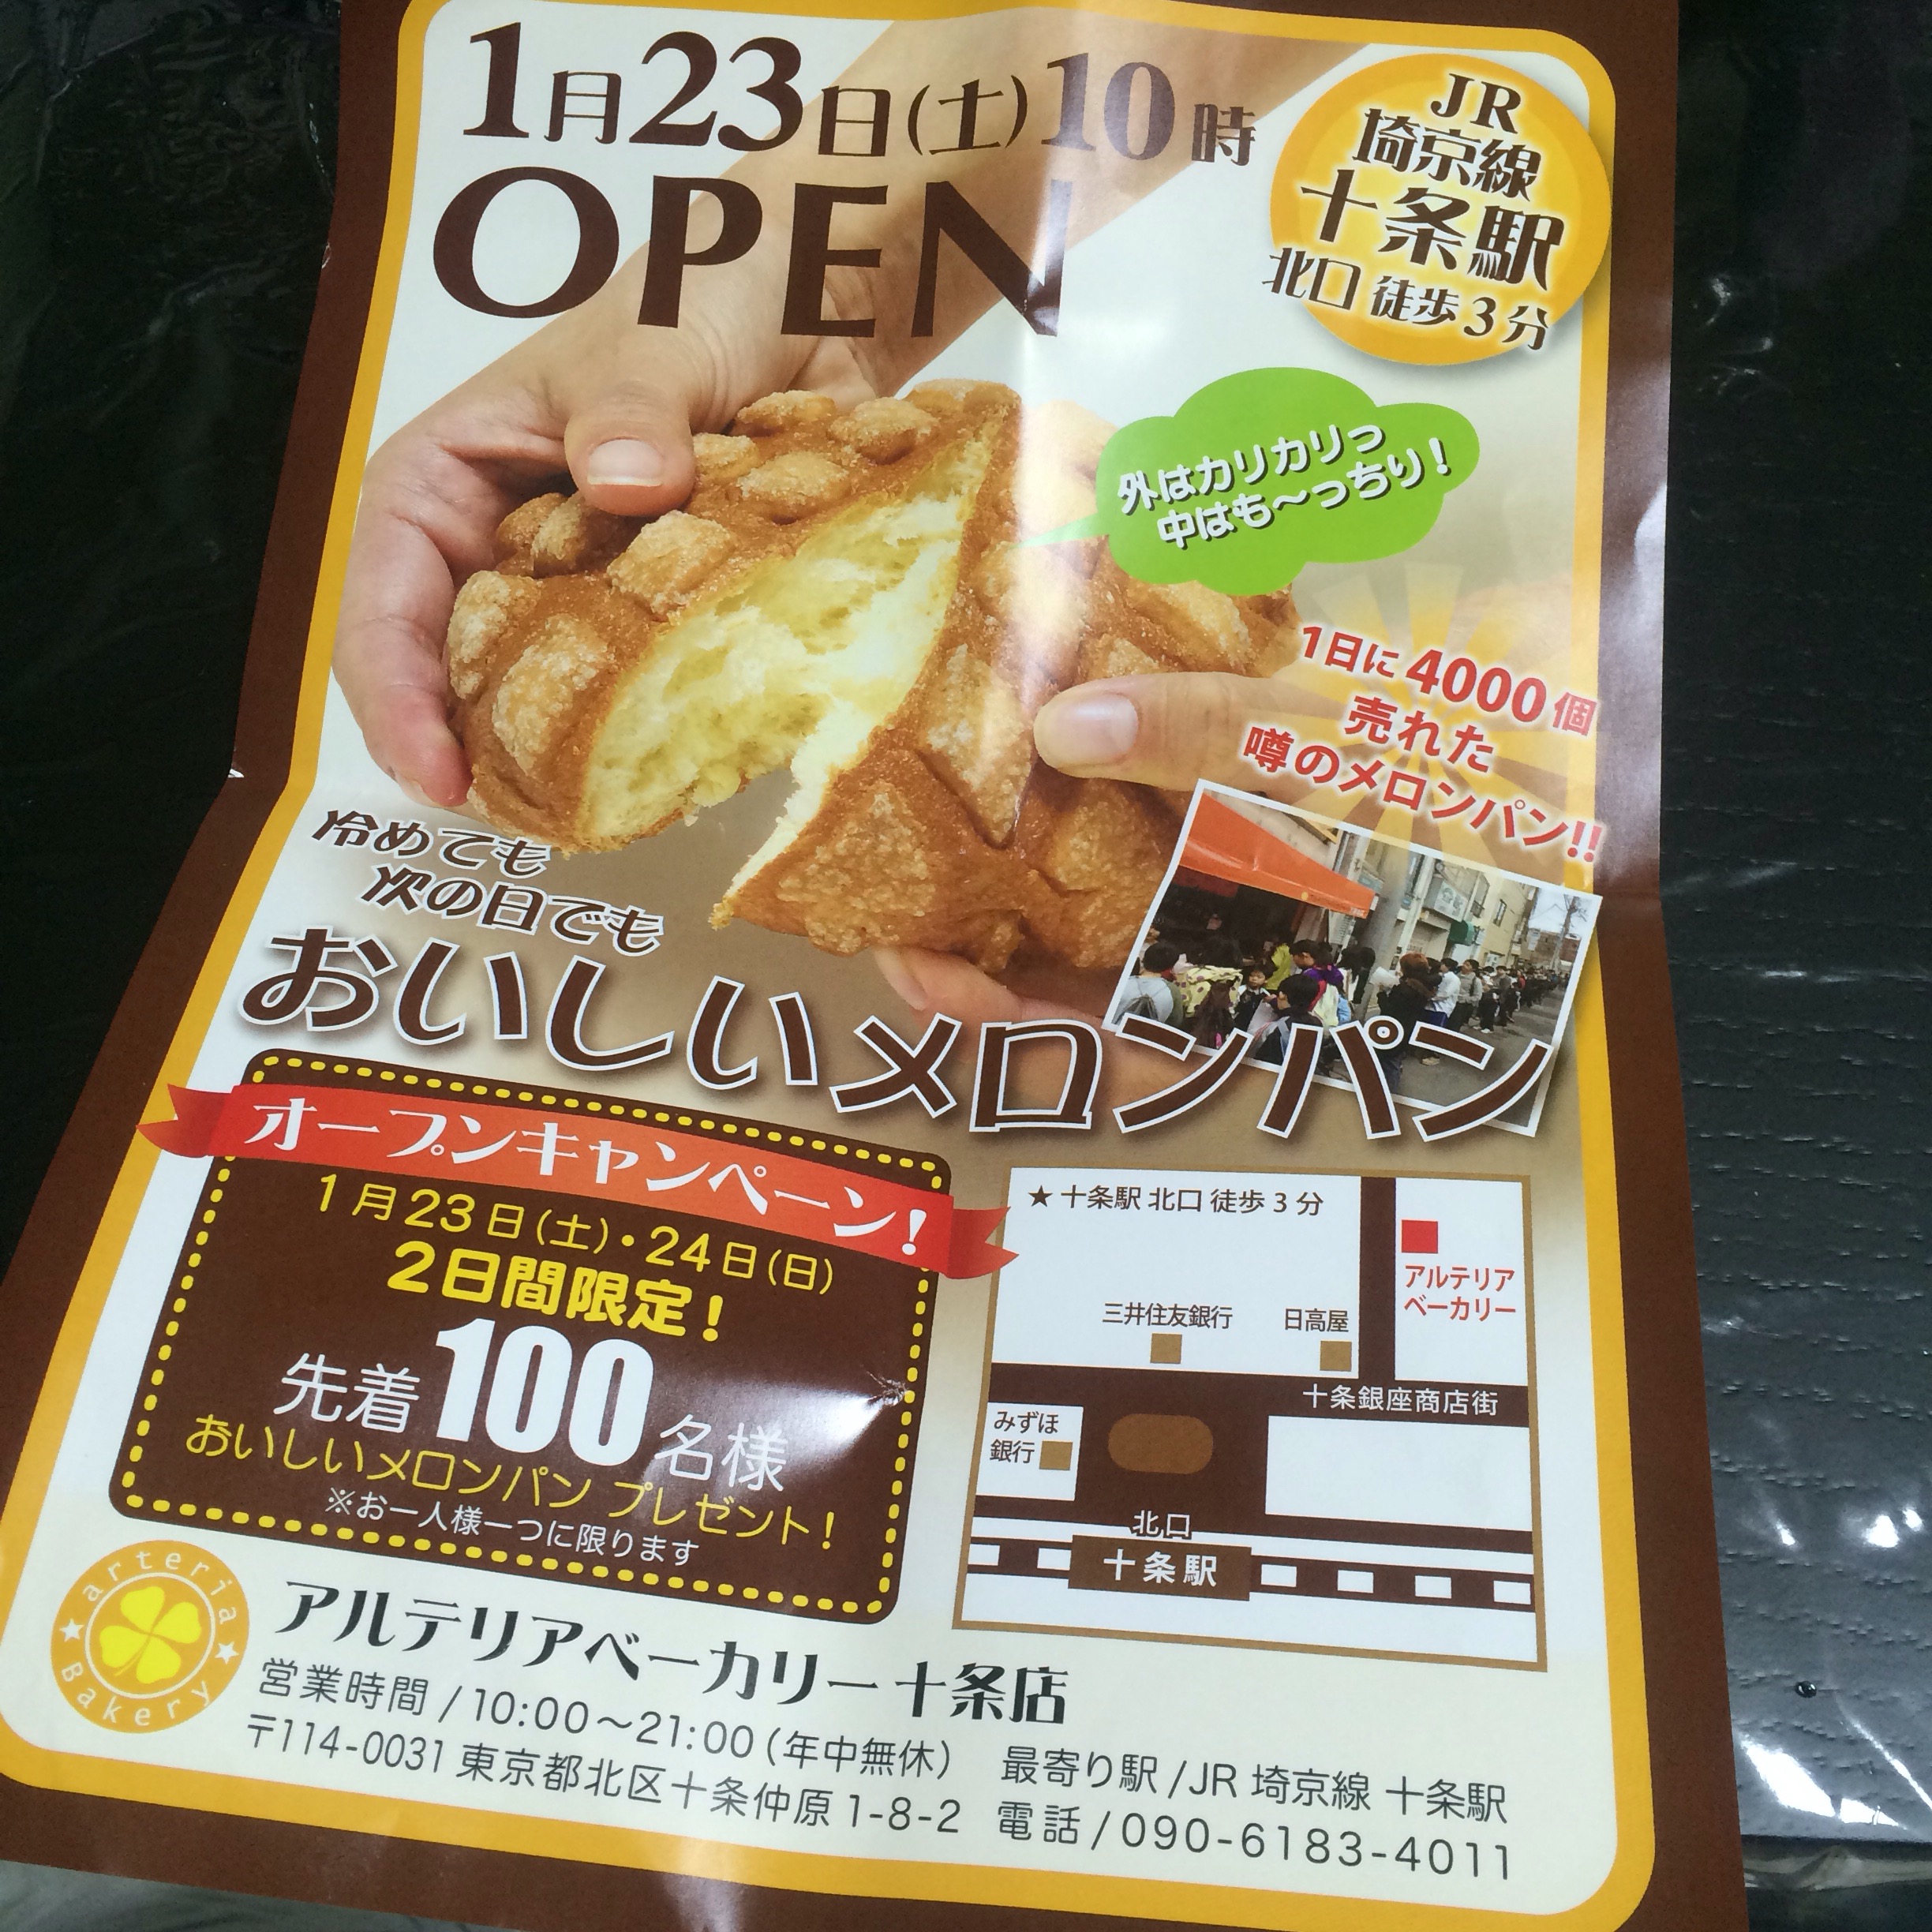 1月23日(土)10時
OPEN
JR
埼京線
十条駅
北口 徒歩3分
外はカリカリっ
中はも〜っちり!
1日に4000個
売れた
噂のメロンパン!!
冷めても
次の日でも
おいしいメロンパン
オープンキャンペーン!
1月23日(土)・24日(日)
2日間限定!
先着100名様
おいしいメロンパン プレゼント!
※お一人様一つに限ります
★十条駅 北口 徒歩3分
アルテリア
ベーカリー
三井住友銀行
日高屋
十条銀座商店街
みずほ
銀行
北口
十条駅
arteria
Bakery
アルテリアベーカリー十条店
営業時間/10:00〜21:00(年中無休) 最寄り駅/JR 埼京線 十条駅
〒114-0031 東京都北区十条仲原1-8-2 電話/090-6183-4011